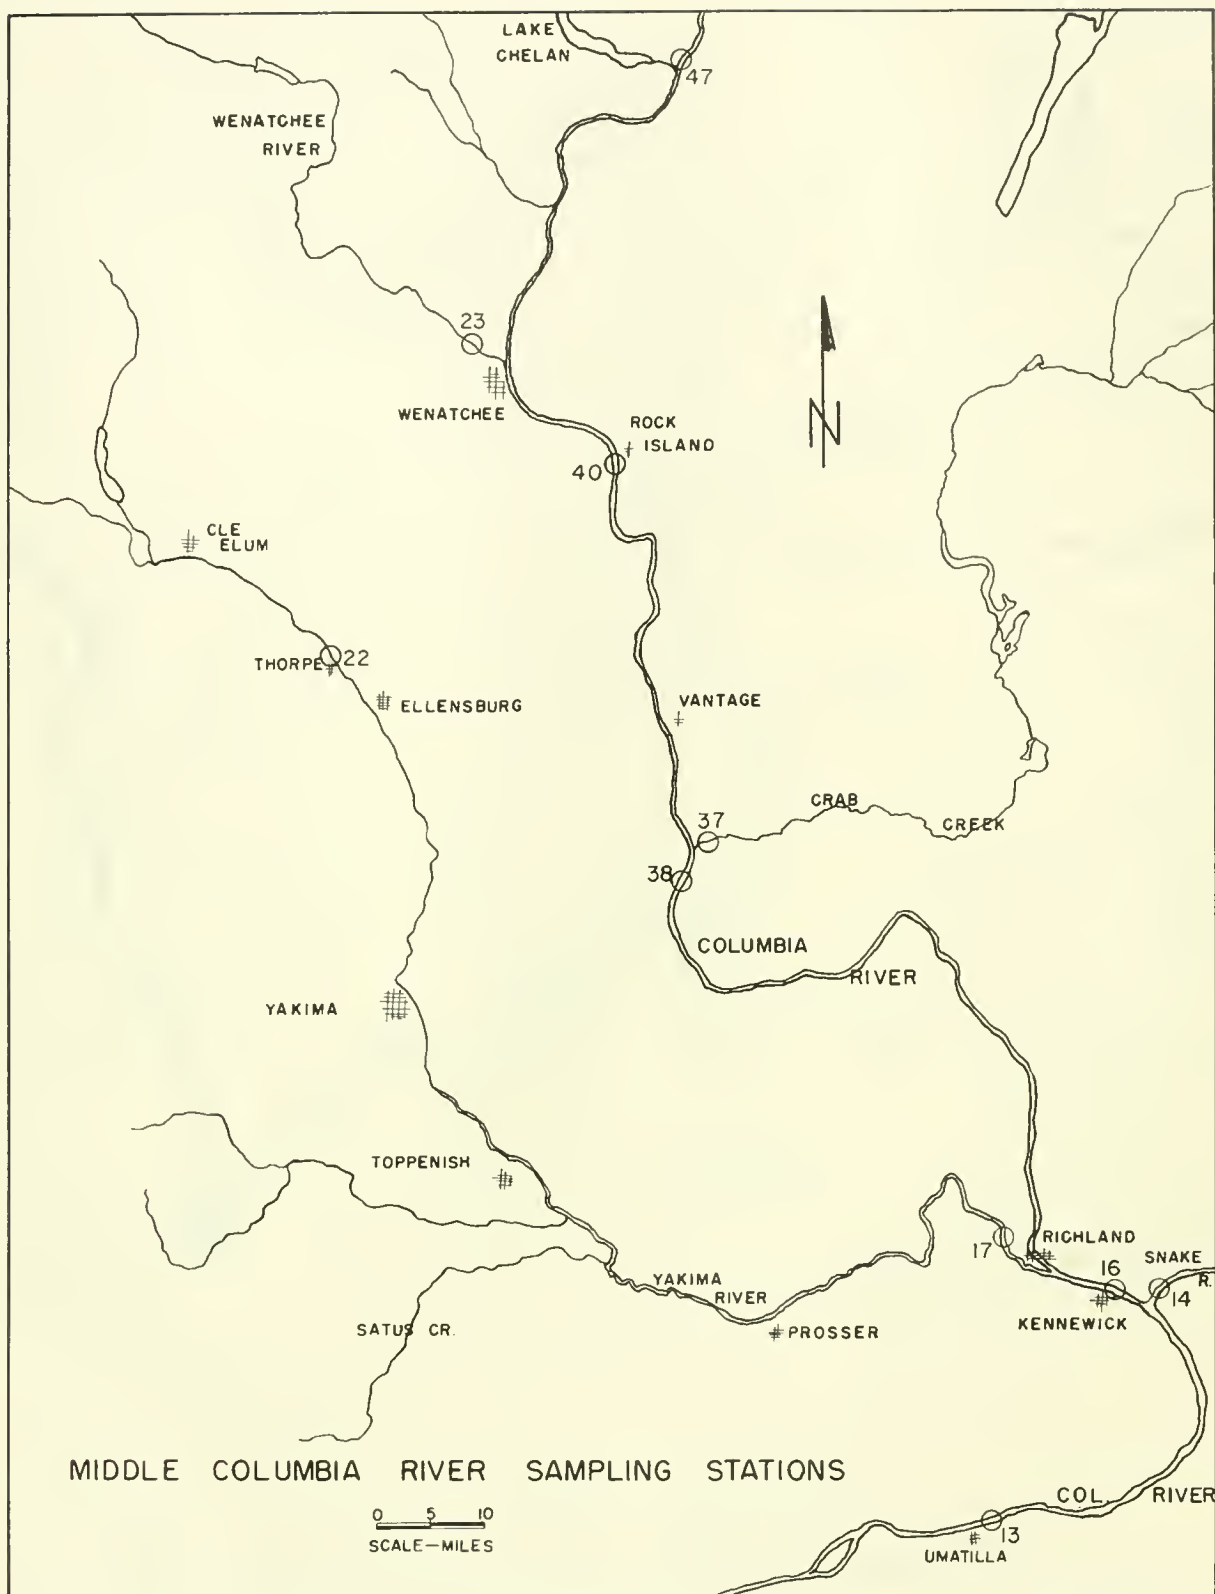 LAKE
CHELAN
47
WENATCHEE
RIVER
23
WENATCHEE
ROCK
ISLAND
40
N
CLE
ELUM
THORPE
22
ELLENSBURG
VANTAGE
CRAB
CREEK
37
38
COLUMBIA
RIVER
YAKIMA
TOPPENISH
17
RICHLAND
16
SNAKE
R.
14
KENNEWICK
YAKIMA
RIVER
SATUS CR.
PROSSER
MIDDLE COLUMBIA RIVER SAMPLING STATIONS
0 5 10
SCALE—MILES
COL. RIVER
13
UMATILLA